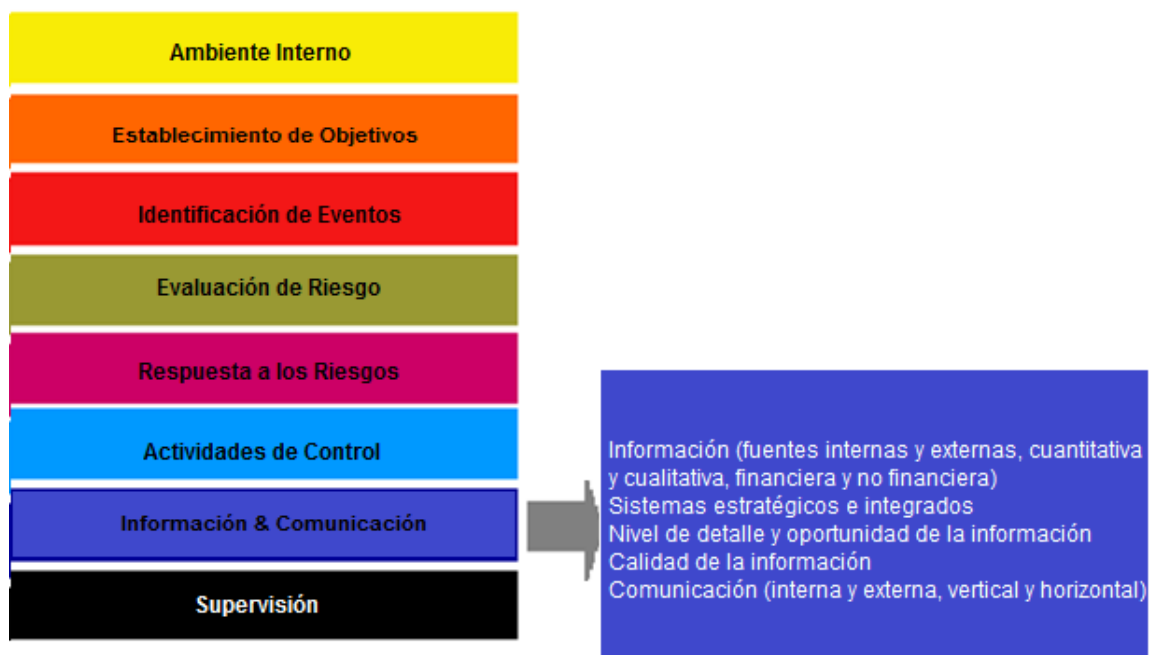 Ambiente Interno
Establecimiento de Objetivos
Identificación de Eventos
Evaluación de Riesgo
Respuesta a los Riesgos
Actividades de Control
Información & Comunicación
Supervisión
Información (fuentes internas y externas, cuantitativa
y cualitativa, financiera y no financiera)
Sistemas estratégicos e integrados
Nivel de detalle y oportunidad de la información
Calidad de la información
Comunicación (interna y externa, vertical y horizontal)